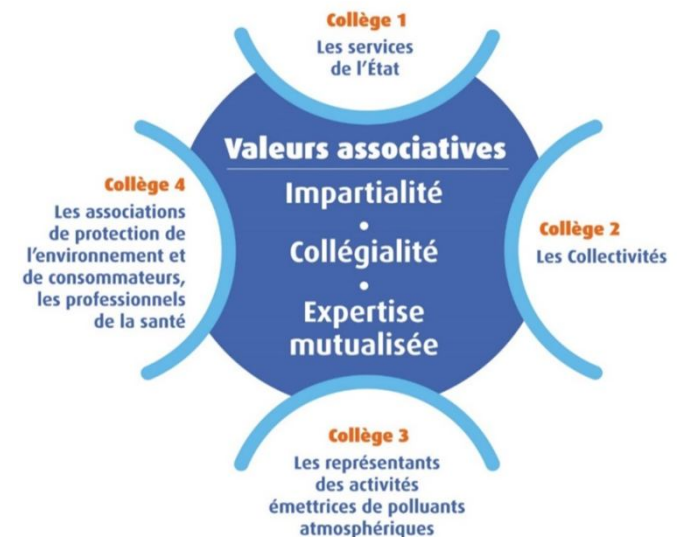 Collège 1
Les services
de l'État
Valeurs associatives
Impartialité
•
Collégialité
•
Expertise
mutualisée
Collège 4
Les associations
de protection de
l'environnement et
de consommateurs,
les professionnels
de la santé
Collège 2
Les Collectivités
Collège 3
Les représentants
des activités
émettrices de polluants
atmosphériques